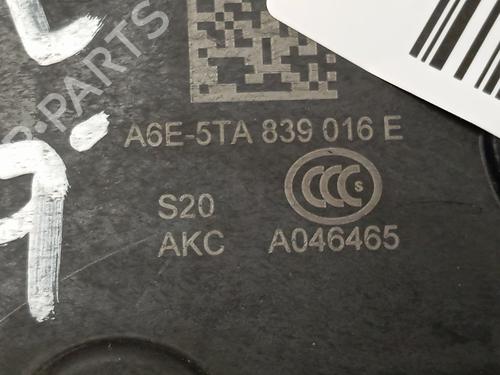 B-PARTS
A6E-5TA 839 016 E
CCC S
S20
AKC A046465